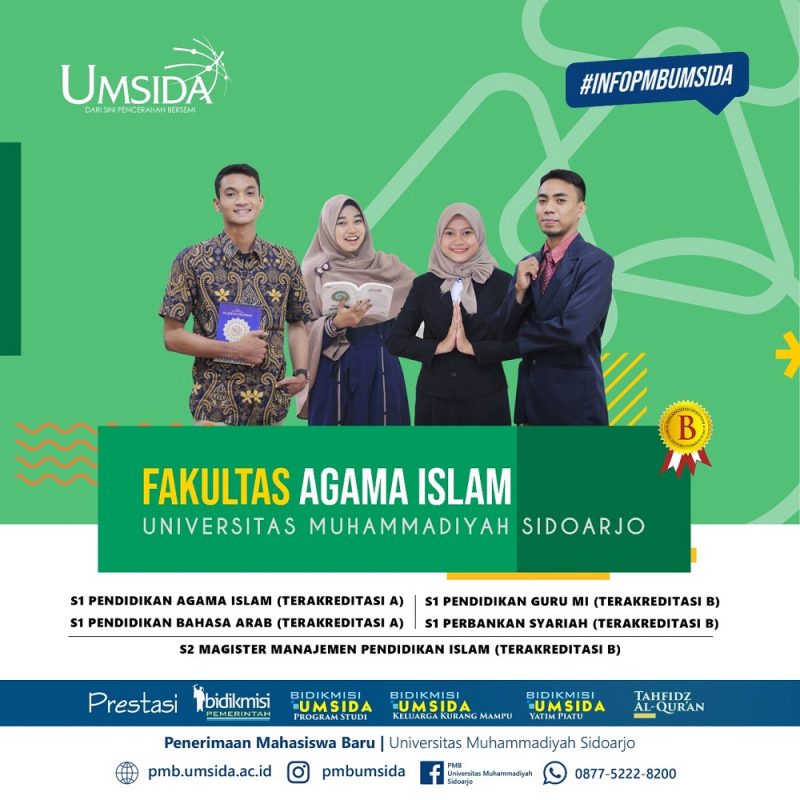 UMSIDA
DARI SINI PENCERAHAN BERSEMI
#INFOPMBUMSIDA
B
FAKULTAS AGAMA ISLAM
UNIVERSITAS MUHAMMADIYAH SIDOARJO
S1 PENDIDIKAN AGAMA ISLAM (TERAKREDITASI A)
S1 PENDIDIKAN GURU MI (TERAKREDITASI B)
S1 PENDIDIKAN BAHASA ARAB (TERAKREDITASI A)
S1 PERBANKAN SYARIAH (TERAKREDITASI B)
S2 MAGISTER MANAJEMEN PENDIDIKAN ISLAM (TERAKREDITASI B)
Prestasi
bidikmisi
PEMERINTAH
BIDIKMISI
UMSIDA
PROGRAM STUDI
BIDIKMISI
UMSIDA
KELUARGA KURANG MAMPU
BIDIKMISI
UMSIDA
YATIM PIATU
TAHFIDZ
AL-QUR'AN
Penerimaan Mahasiswa Baru | Universitas Muhammadiyah Sidoarjo
pmb.umsida.ac.id
pmbumsida
PMB
Universitas Muhammadiyah
Sidoarjo
0877-5222-8200